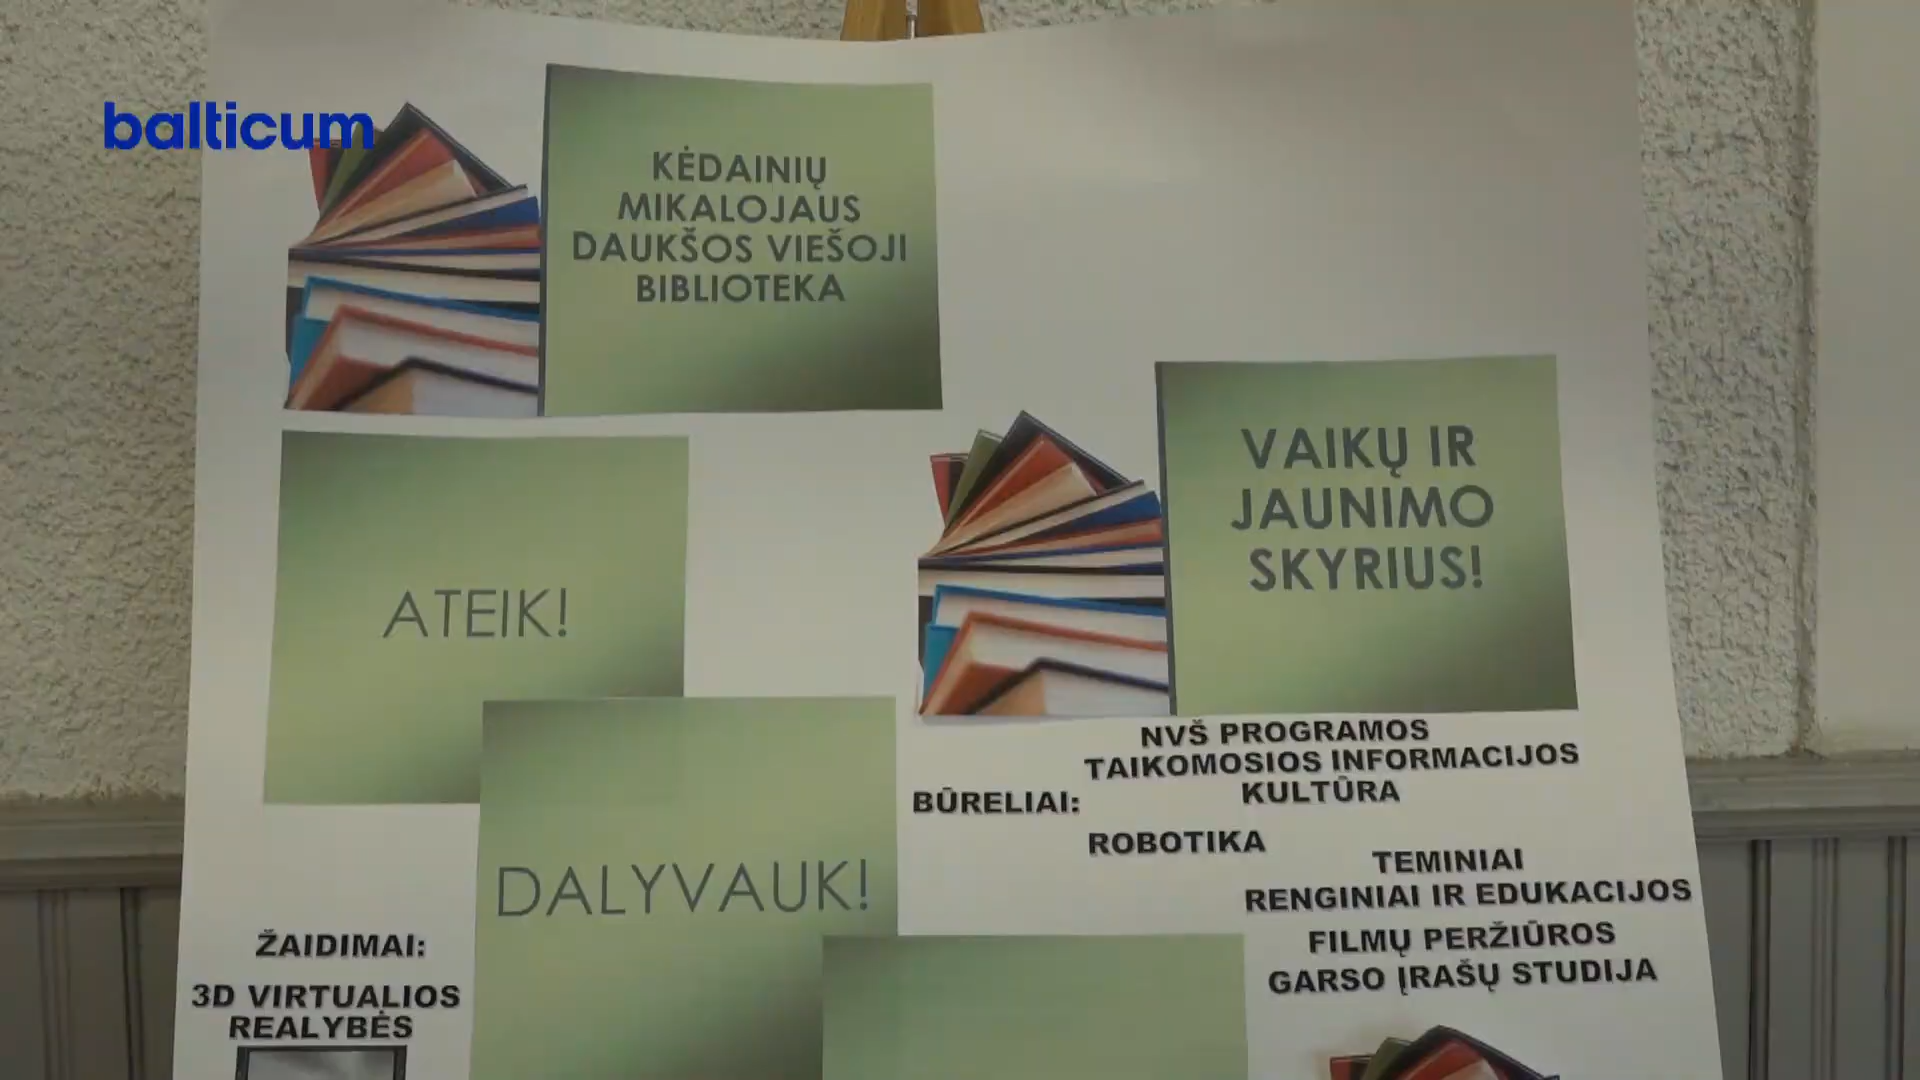 balticum
KĖDAINIŲ
MIKALOJAUS
DAUKŠOS VIEŠOJI
BIBLIOTEKA
VAIKŲ IR
JAUNIMO
SKYRIUS!
ATEIK!
DALYVAUK!
NVŠ PROGRAMOS
TAIKOMOSIOS INFORMACIJOS
KULTŪRA
BŪRELIAI:
ROBOTIKA
TEMINIAI
RENGINIAI IR EDUKACIJOS
FILMŲ PERŽIŪROS
GARSO ĮRAŠŲ STUDIJA
ŽAIDIMAI:
3D VIRTUALIOS
REALYBĖS